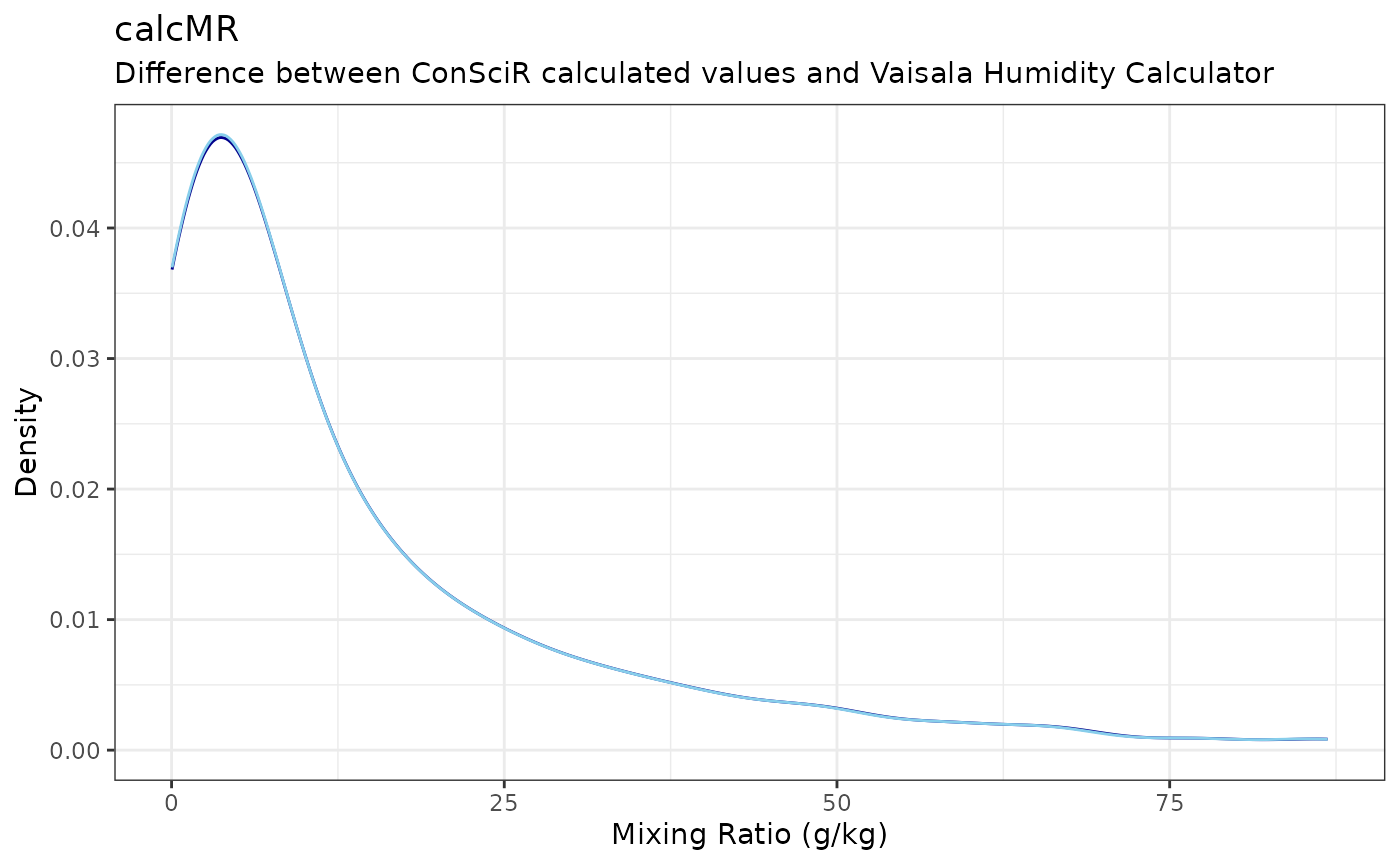 calcMR
Difference between ConSciR calculated values and Vaisala Humidity Calculator
Density
0.04
0.03
0.02
0.01
0.00
0
25
50
75
Mixing Ratio (g/kg)